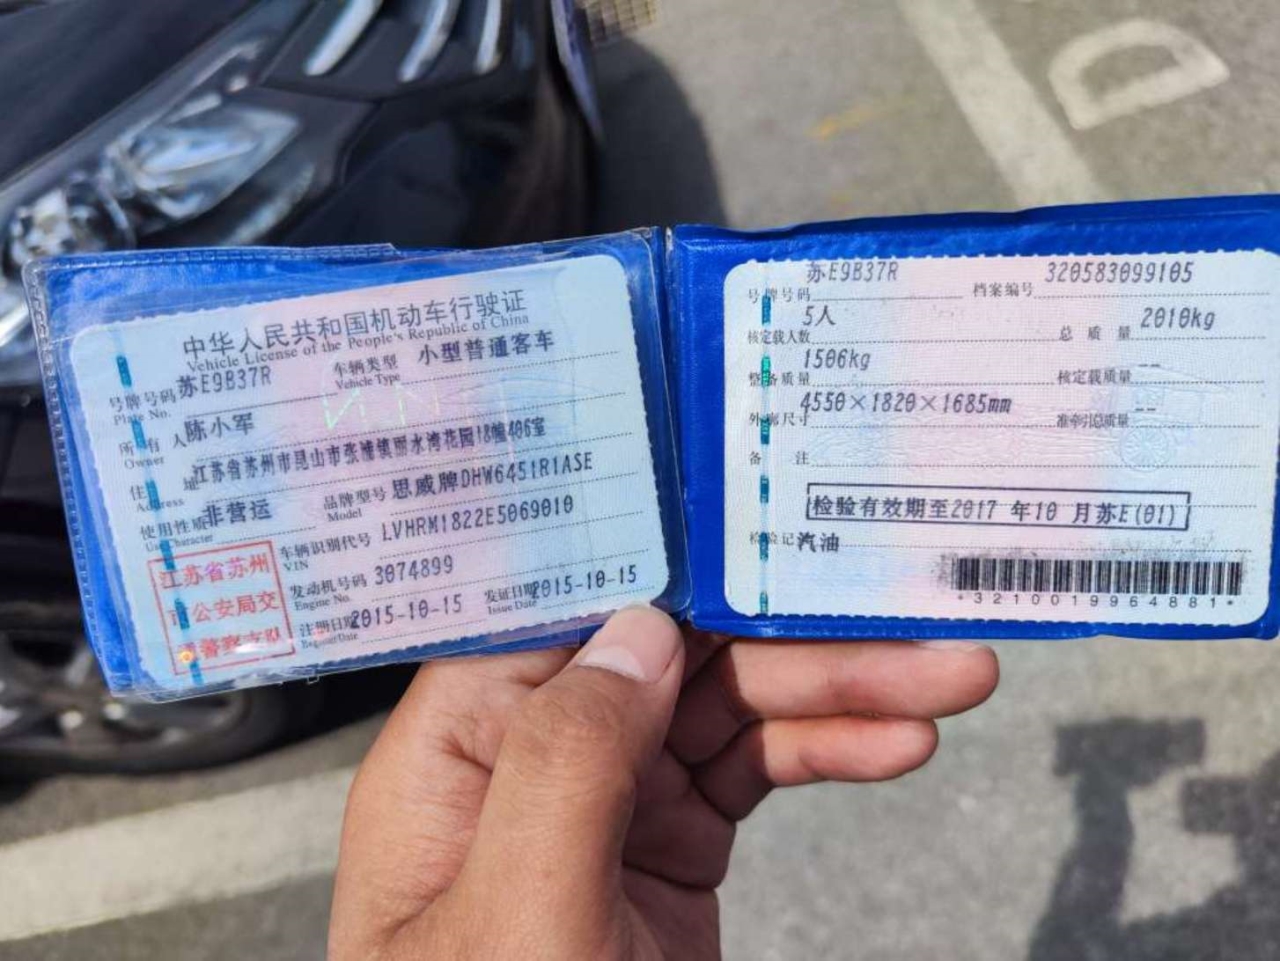 中华人民共和国机动车行驶证
Vehicle License of the People's Republic of China
号牌号码 苏E9B37R 车辆类型 小型普通客车
Plate No. Vehicle Type
所有人 陈小军
Owner
住址 江苏省苏州市昆山市张浦镇丽水湾花园18幢406室
Address
使用性质 非营运 品牌型号 思威牌DHW6451R1ASE
Use Character Model
车辆识别代号 LVHRM1822E5069010
VIN
发动机号码 3074899
Engine No.
注册日期 2015-10-15 发证日期 2015-10-15
Register Date Issue Date
江苏省苏州
市公安局交
警察支队
号牌号码 苏E9B37R 档案编号 320583099105
核定载人数 5人 总质量 2010kg
整备质量 1506kg 核定载质量 --
外廓尺寸 4550×1820×1685mm 准牵引总质量 --
备注
检验有效期至2017 年10 月苏E(01)
检验记 汽油
*3210019964881*
D